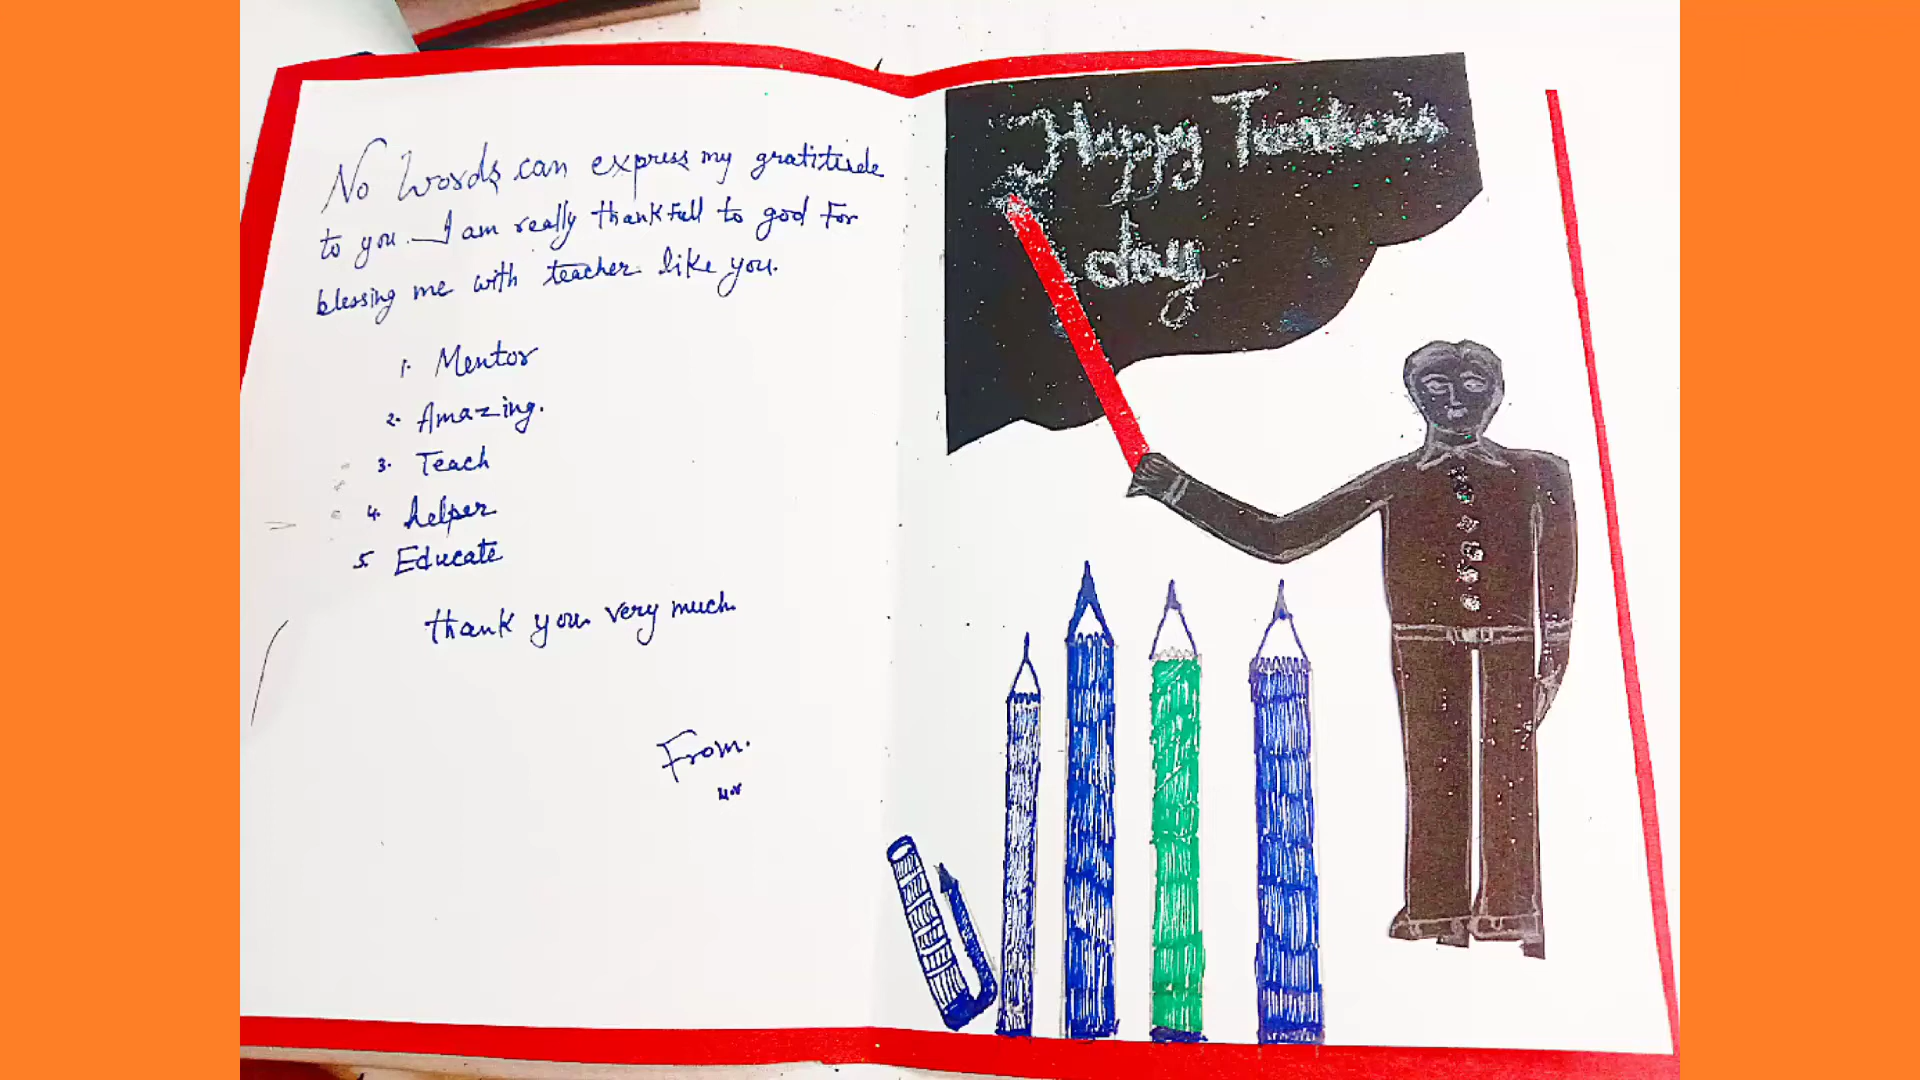 No Words can express my gratitude
to you. I am really thankfull to god For
blessing me with teacher like you.
1. Mentor
2. Amazing.
3. Teach
4. helper
5. Educate
thank you very much
From.
Happy Teacher's
day